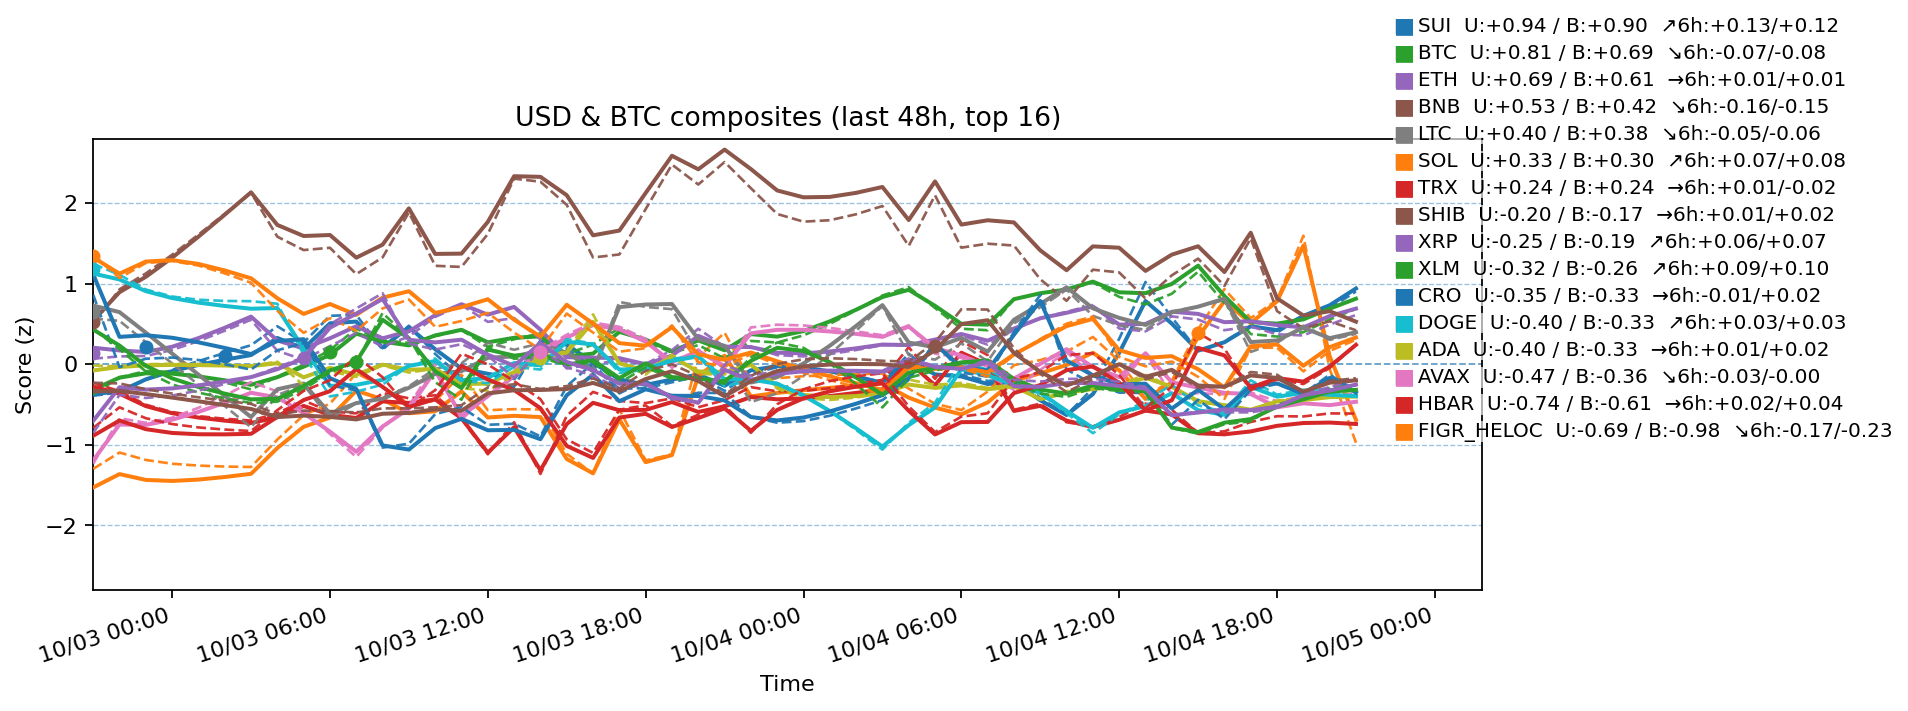 SUI U:+0.94 / B:+0.90 ↗6h:+0.13/+0.12
BTC U:+0.81 / B:+0.69 ↘6h:-0.07/-0.08
ETH U:+0.69 / B:+0.61 →6h:+0.01/+0.01
BNB U:+0.53 / B:+0.42 ↘6h:-0.16/-0.15
LTC U:+0.40 / B:+0.38 ↘6h:-0.05/-0.06
SOL U:+0.33 / B:+0.30 ↗6h:+0.07/+0.08
TRX U:+0.24 / B:+0.24 →6h:+0.01/-0.02
SHIB U:-0.20 / B:-0.17 →6h:+0.01/+0.02
XRP U:-0.25 / B:-0.19 ↗6h:+0.06/+0.07
XLM U:-0.32 / B:-0.26 ↗6h:+0.09/+0.10
CRO U:-0.35 / B:-0.33 →6h:-0.01/+0.02
DOGE U:-0.40 / B:-0.33 ↗6h:+0.03/+0.03
ADA U:-0.40 / B:-0.33 →6h:+0.01/+0.02
AVAX U:-0.47 / B:-0.36 ↘6h:-0.03/-0.00
HBAR U:-0.74 / B:-0.61 →6h:+0.02/+0.04
FIGR_HELOC U:-0.69 / B:-0.98 ↘6h:-0.17/-0.23
USD & BTC composites (last 48h, top 16)
Score (z)
2
1
0
−1
−2
10/03 00:00
10/03 06:00
10/03 12:00
10/03 18:00
10/04 00:00
10/04 06:00
10/04 12:00
10/04 18:00
10/05 00:00
Time